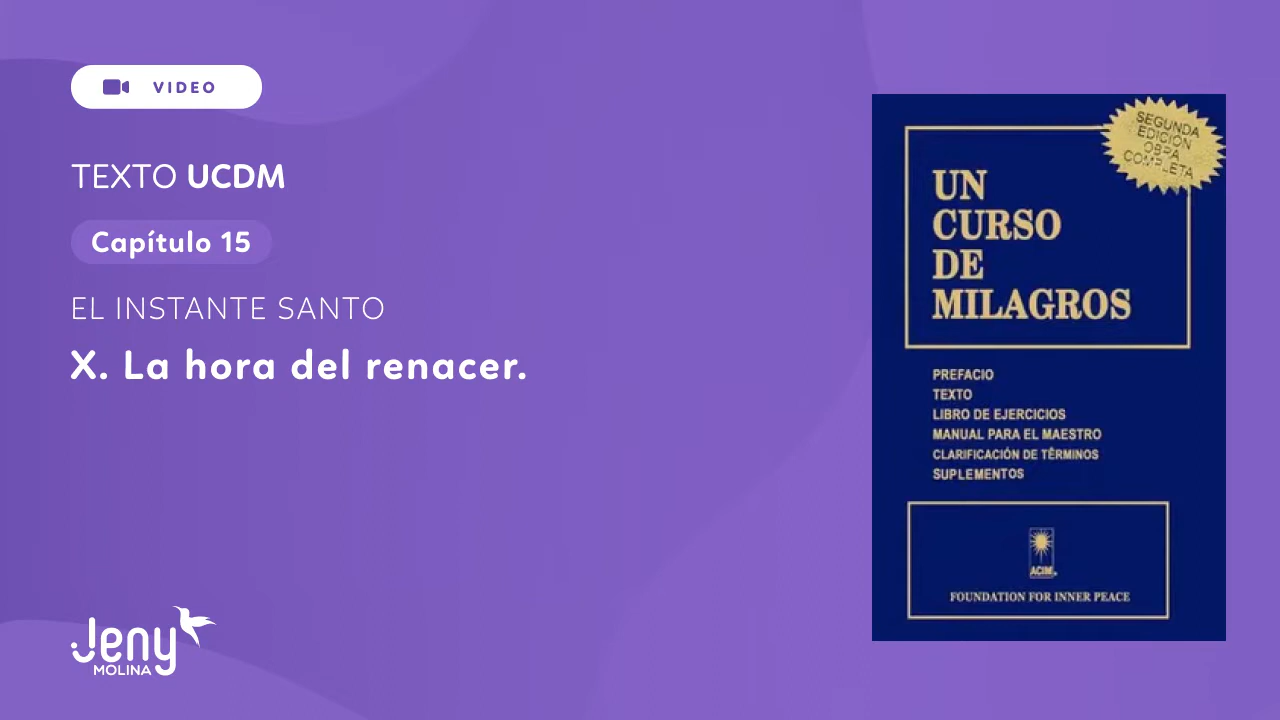 VIDEO
TEXTO UCDM
Capítulo 15
EL INSTANTE SANTO
X. La hora del renacer.
Jeny
MOLINA
SEGUNDA
EDICIÓN
OBRA
COMPLETA
UN
CURSO
DE
MILAGROS
PREFACIO
TEXTO
LIBRO DE EJERCICIOS
MANUAL PARA EL MAESTRO
CLARIFICACIÓN DE TÉRMINOS
SUPLEMENTOS
ACIM
FOUNDATION FOR INNER PEACE